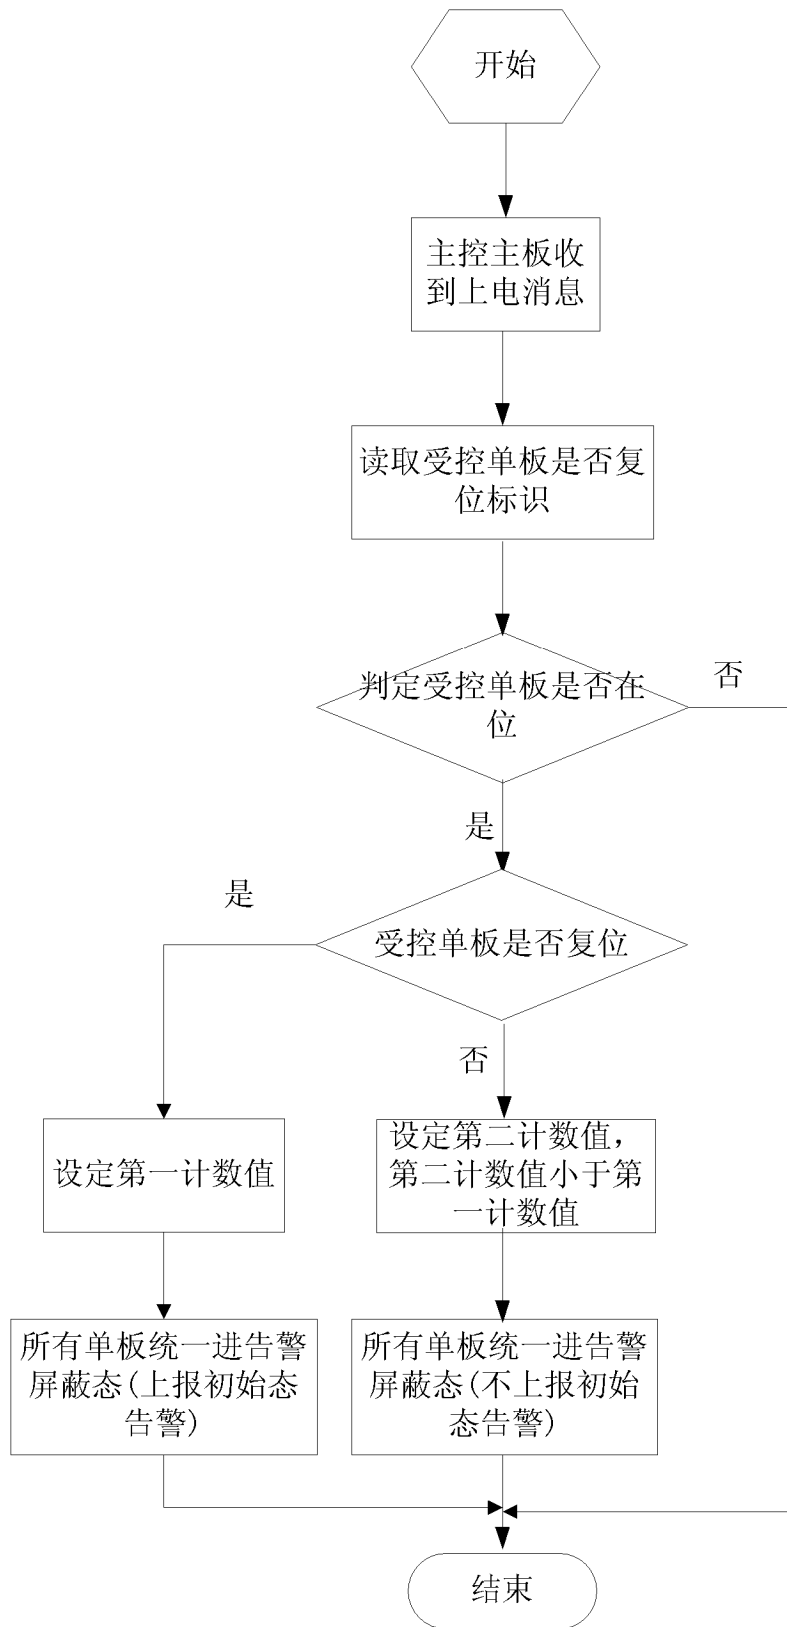 开始
主控主板收
到上电消息
读取受控单板是否复
位标识
判定受控单板是否在
位
否
是
是
受控单板是否复位
否
设定第一计数值
设定第二计数值，
第二计数值小于第
一计数值
所有单板统一进告警
屏蔽态(上报初始态
告警)
所有单板统一进告警
屏蔽态(不上报初始
态告警)
结束